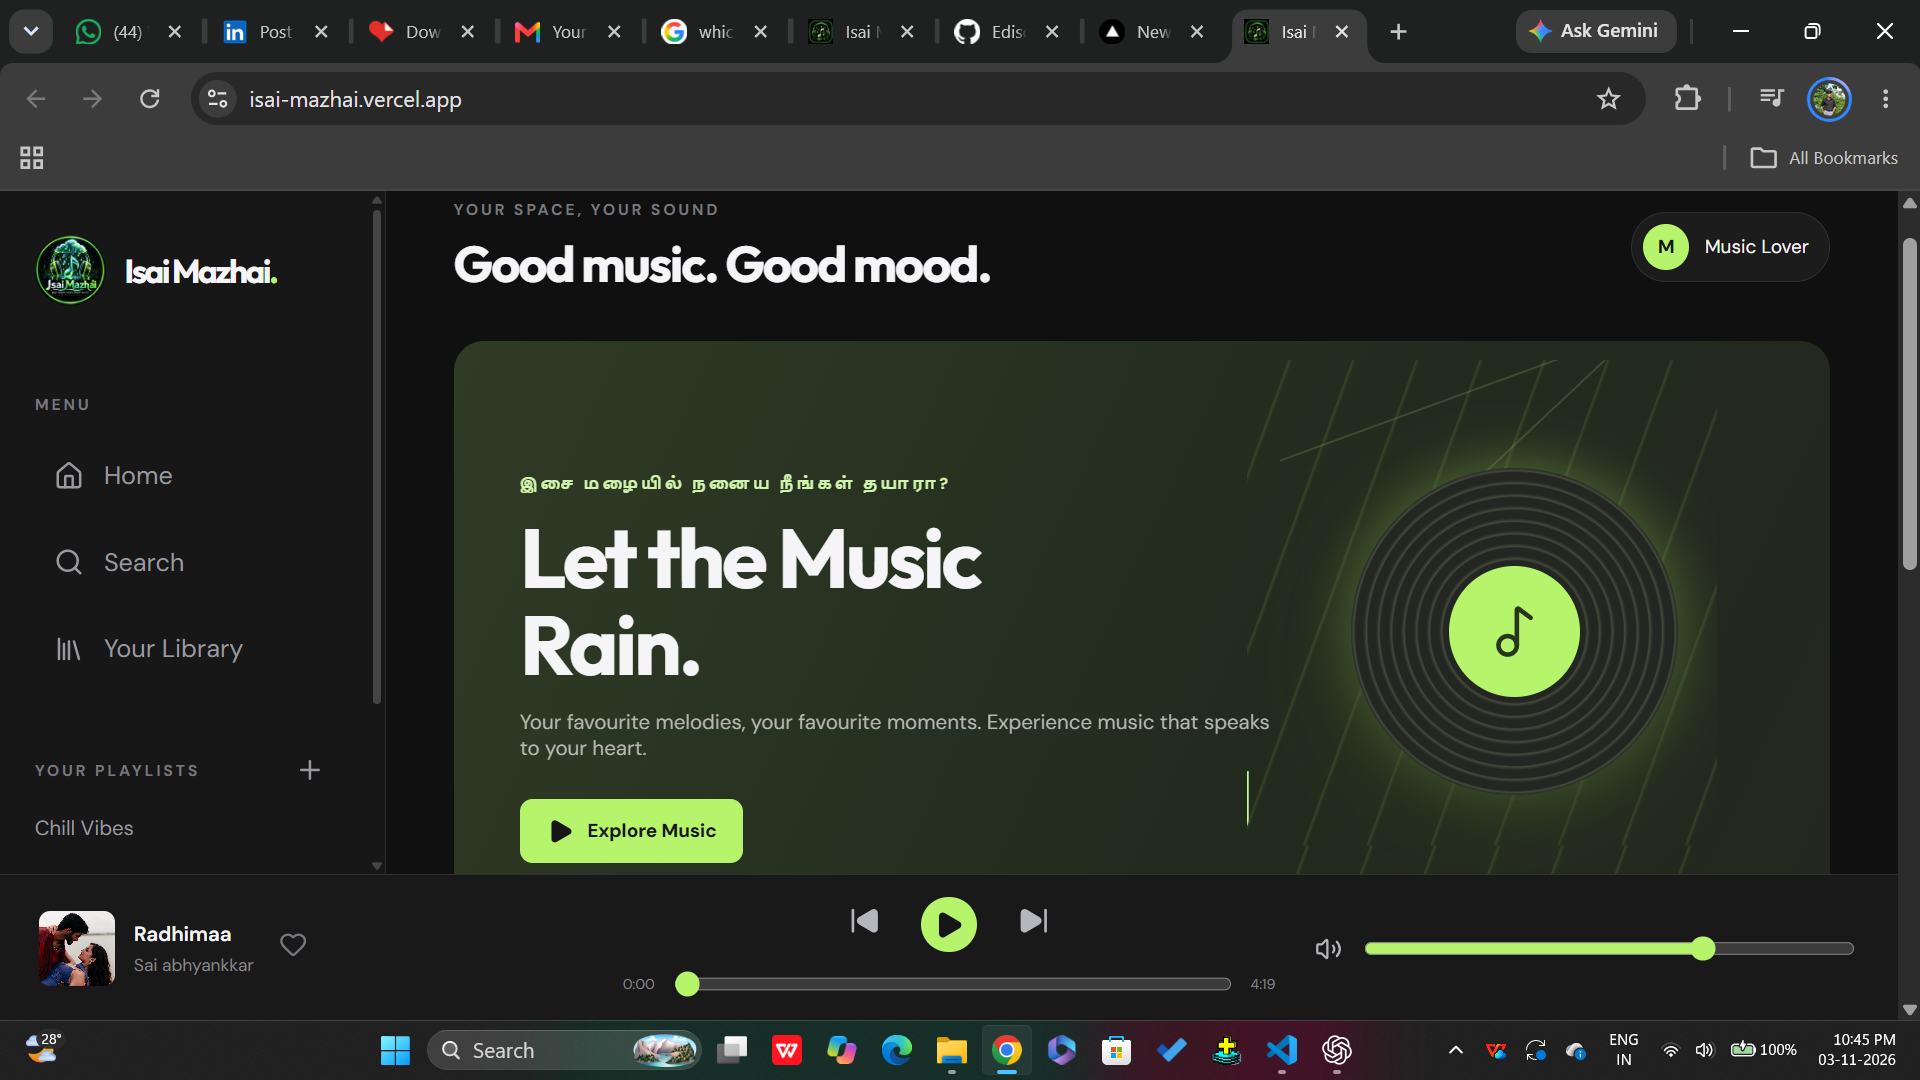 (44)
Post
Dow
Your
whic
Isai
Edis
New
Isai
Ask Gemini
isai-mazhai.vercel.app
All Bookmarks
Isai Mazhai
Isai Mazhai.
MENU
Home
Search
Your Library
YOUR PLAYLISTS
Chill Vibes
YOUR SPACE, YOUR SOUND
Good music. Good mood.
M
Music Lover
இசை மழையில் நனைய நீங்கள் தயாரா?
Let the Music
Rain.
Your favourite melodies, your favourite moments. Experience music that speaks
to your heart.
Explore Music
Radhimaa
Sai abhyankkar
0:00
4:19
28°
Search
ENG
IN
100%
10:45 PM
03-11-2026